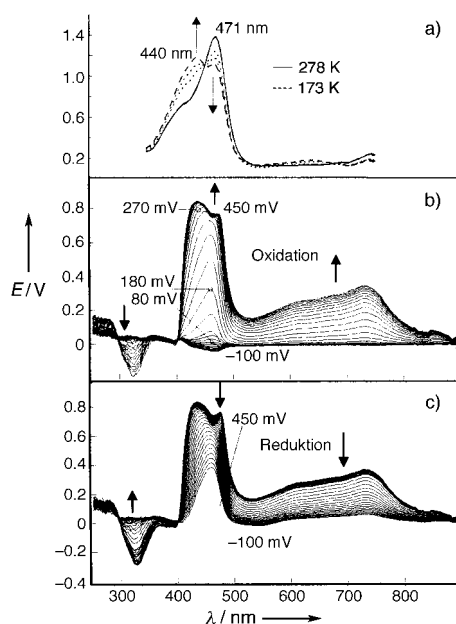 a)
471 nm
440 nm
278 K
173 K
1.4
1.0
0.6
0.2
b)
270 mV
450 mV
Oxidation
180 mV
80 mV
−100 mV
0.8
0.6
0.4
0.2
0
E / V
c)
450 mV
Reduktion
−100 mV
0.8
0.6
0.4
0.2
0
−0.2
−0.4
300 400 500 600 700 800
λ / nm